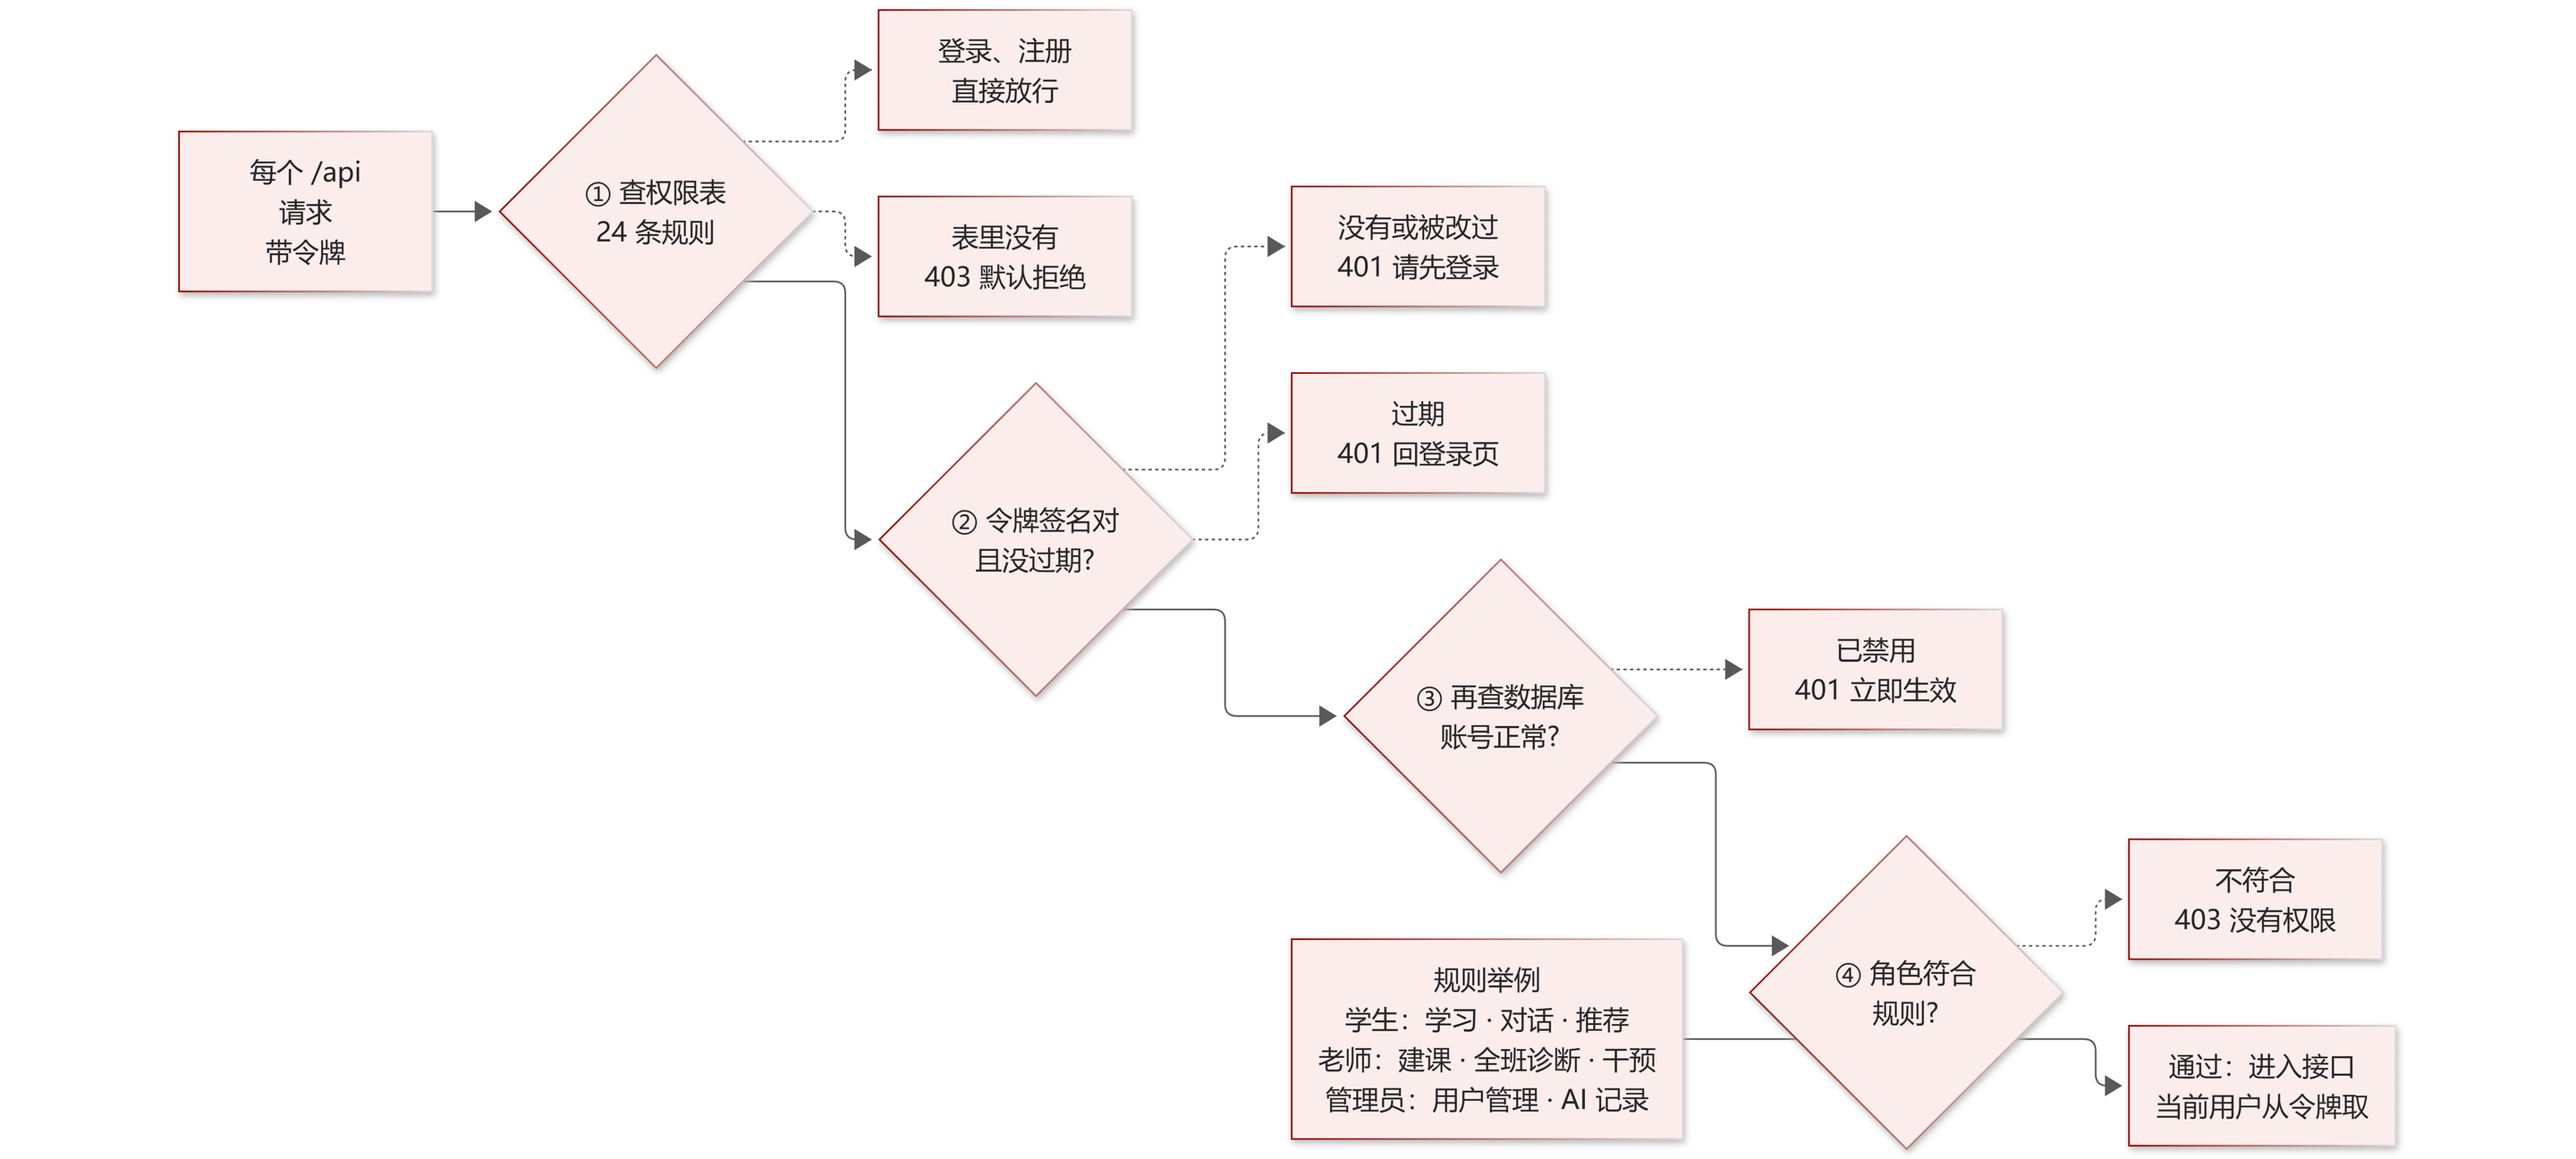 每个 /api
请求
带令牌
① 查权限表
24 条规则
登录、注册
直接放行
表里没有
403 默认拒绝
② 令牌签名对
且没过期?
没有或被改过
401 请先登录
过期
401 回登录页
③ 再查数据库
账号正常?
已禁用
401 立即生效
规则举例
学生：学习 · 对话 · 推荐
老师：建课 · 全班诊断 · 干预
管理员：用户管理 · AI 记录
④ 角色符合
规则?
不符合
403 没有权限
通过：进入接口
当前用户从令牌取